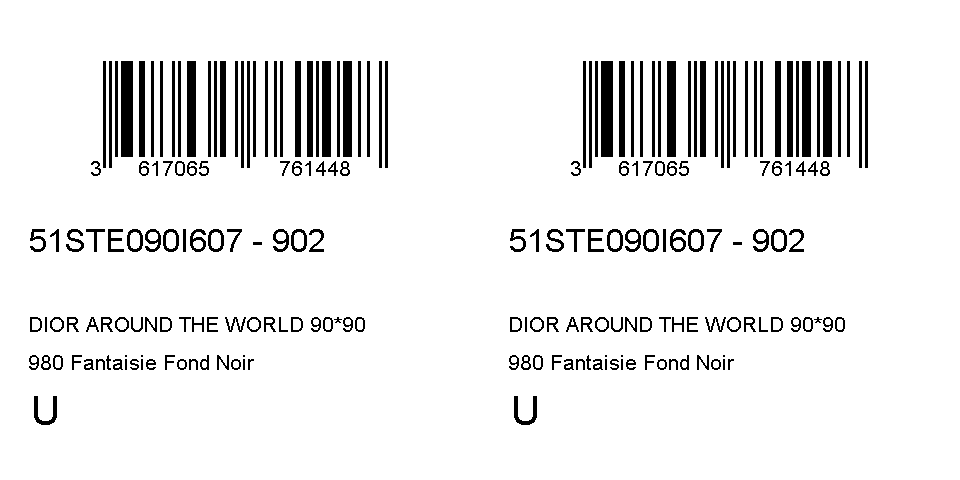 3 617065 761448
51STE090I607 - 902
DIOR AROUND THE WORLD 90*90
980 Fantaisie Fond Noir
U
3 617065 761448
51STE090I607 - 902
DIOR AROUND THE WORLD 90*90
980 Fantaisie Fond Noir
U